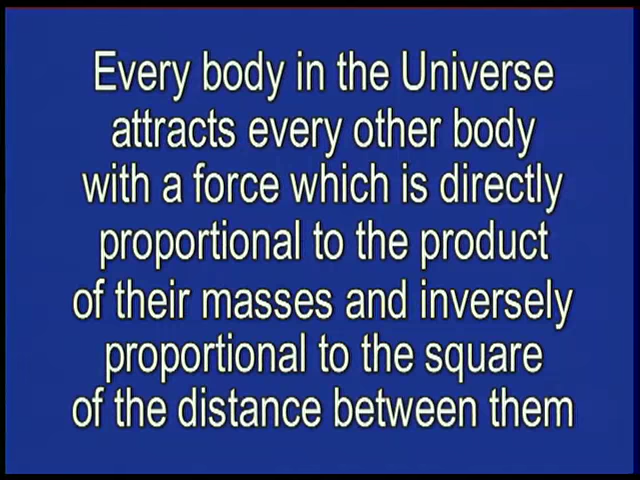 Every body in the Universe
attracts every other body
with a force which is directly
proportional to the product
of their masses and inversely
proportional to the square
of the distance between them